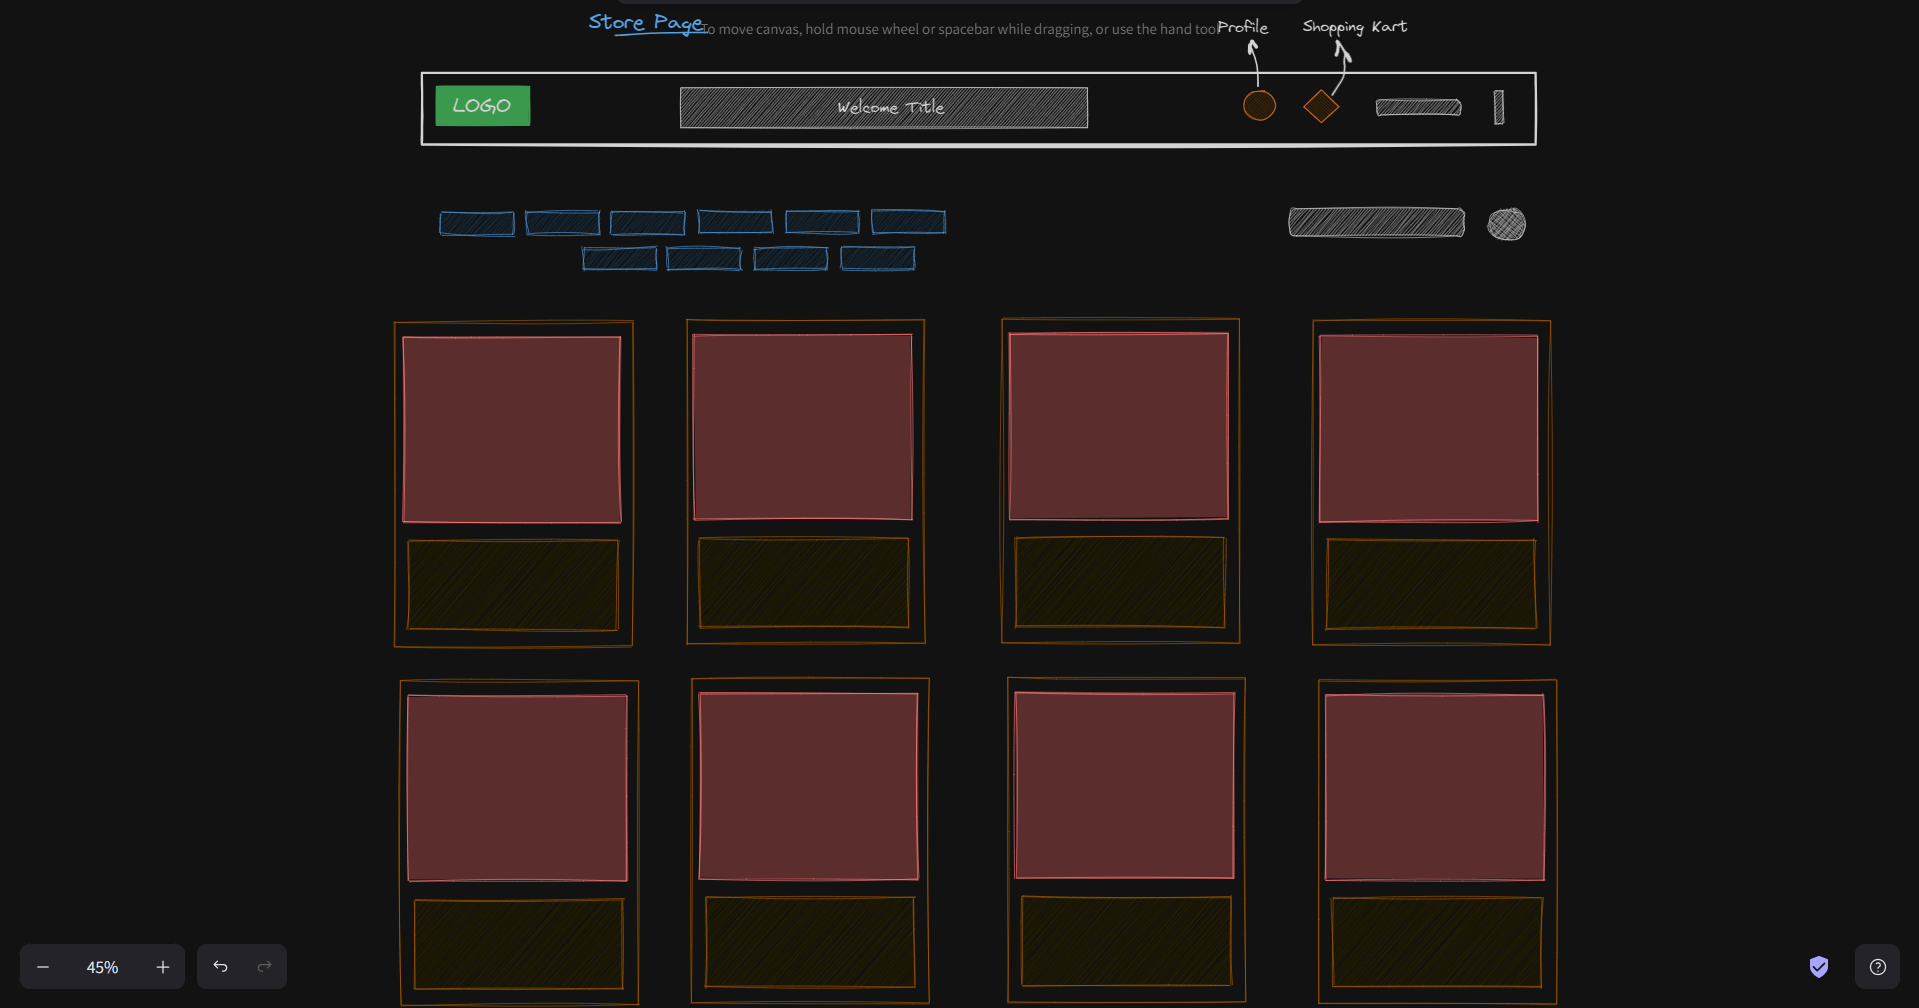 Store Page
To move canvas, hold mouse wheel or spacebar while dragging, or use the hand tool
Profile
Shopping Kart
LOGO
Welcome Title
45%